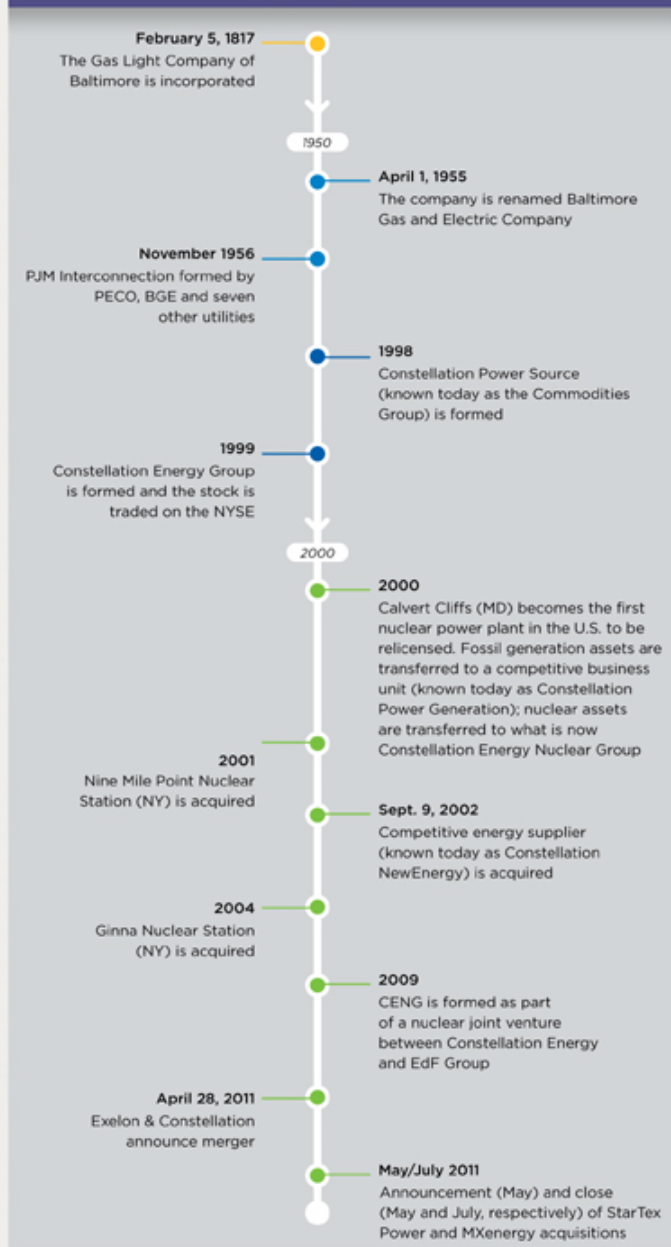 February 5, 1817
The Gas Light Company of
Baltimore is incorporated
1950
April 1, 1955
The company is renamed Baltimore
Gas and Electric Company
November 1956
PJM Interconnection formed by
PECO, BGE and seven
other utilities
1998
Constellation Power Source
(known today as the Commodities
Group) is formed
1999
Constellation Energy Group
is formed and the stock is
traded on the NYSE
2000
2000
Calvert Cliffs (MD) becomes the first
nuclear power plant in the U.S. to be
relicensed. Fossil generation assets are
transferred to a competitive business
unit (known today as Constellation
Power Generation); nuclear assets
are transferred to what is now
Constellation Energy Nuclear Group
2001
Nine Mile Point Nuclear
Station (NY) is acquired
Sept. 9, 2002
Competitive energy supplier
(known today as Constellation
NewEnergy) is acquired
2004
Ginna Nuclear Station
(NY) is acquired
2009
CENG is formed as part
of a nuclear joint venture
between Constellation Energy
and EdF Group
April 28, 2011
Exelon & Constellation
announce merger
May/July 2011
Announcement (May) and close
(May and July, respectively) of StarTex
Power and MXenergy acquisitions